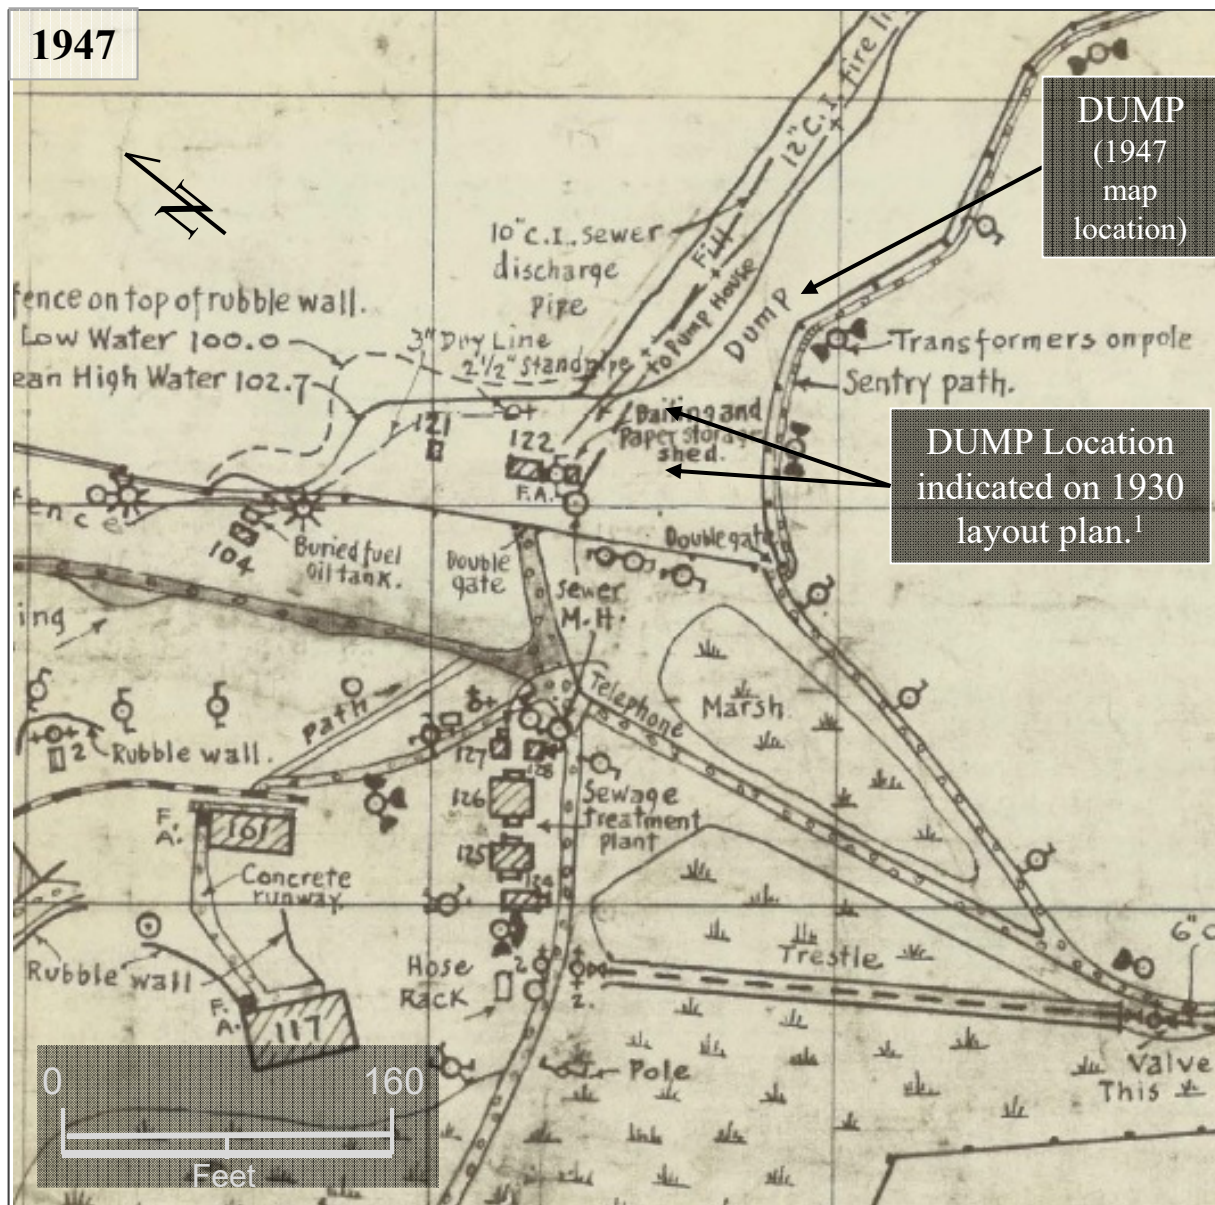 1947
12" C.I. fire li
DUMP
(1947
map
location)
N
10" C.I. sewer
discharge
pipe
Fill
to Pump House
Dump
fence on top of rubble wall.
Low Water 100.0
ean High Water 102.7
3" Dry Line
2 1/2" Standpipe
Transformers on pole
Sentry path.
121
122
F.A.
Baiting and
Paper storage
shed.
DUMP Location
indicated on 1930
layout plan.1
ence
104
Buried fuel
oil tank.
Double
gate
Double gate
Sewer
M.H.
ing
path
Telephone
Marsh
2
Rubble wall.
127
128
126
Sewage
treatment
plant
F.
A.
161
125
124
Concrete
runway
Rubble wall
Hose
Rack
2
2.
Trestle
6" C
F.
A.
117
Pole
Valve
This
0 160
Feet